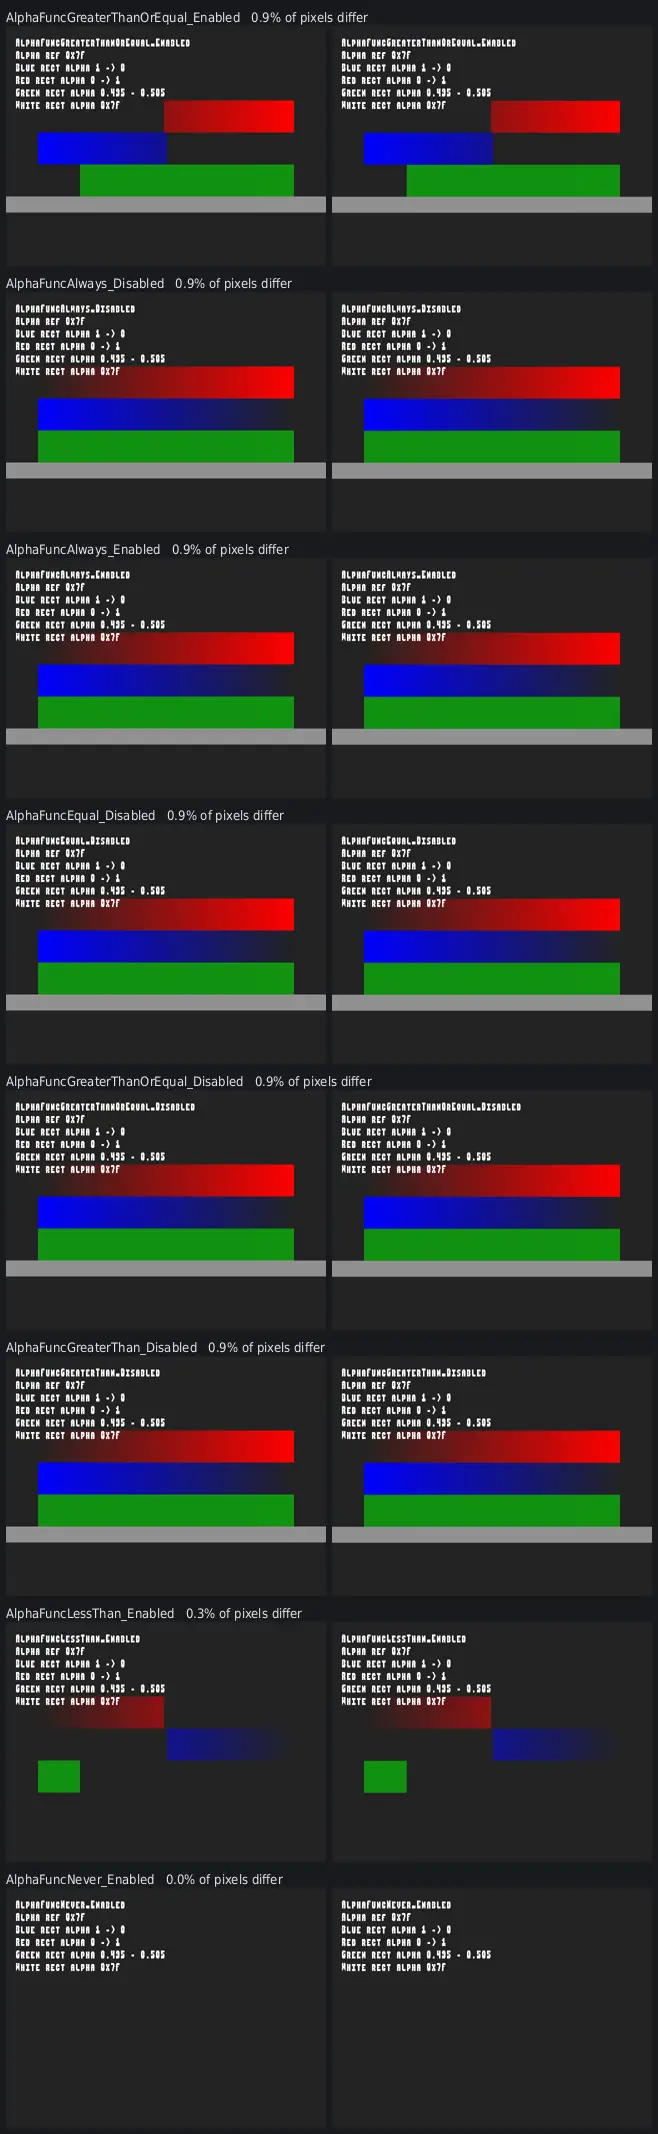 AlphaFuncGreaterThanOrEqual_Enabled 0.9% of pixels differ
AlphaFuncGreaterThanOrEqual_Enabled AlphaFuncGreaterThanOrEqual_Enabled
Alpha ref 0x7f Alpha ref 0x7f
Blue rect alpha 1 -> 0 Blue rect alpha 1 -> 0
Red rect alpha 0 -> 1 Red rect alpha 0 -> 1
Green rect alpha 0.495 - 0.505 Green rect alpha 0.495 - 0.505
White rect alpha 0x7f White rect alpha 0x7f
AlphaFuncAlways_Disabled 0.9% of pixels differ
AlphaFuncAlways_Disabled AlphaFuncAlways_Disabled
Alpha ref 0x7f Alpha ref 0x7f
Blue rect alpha 1 -> 0 Blue rect alpha 1 -> 0
Red rect alpha 0 -> 1 Red rect alpha 0 -> 1
Green rect alpha 0.495 - 0.505 Green rect alpha 0.495 - 0.505
White rect alpha 0x7f White rect alpha 0x7f
AlphaFuncAlways_Enabled 0.9% of pixels differ
AlphaFuncAlways_Enabled AlphaFuncAlways_Enabled
Alpha ref 0x7f Alpha ref 0x7f
Blue rect alpha 1 -> 0 Blue rect alpha 1 -> 0
Red rect alpha 0 -> 1 Red rect alpha 0 -> 1
Green rect alpha 0.495 - 0.505 Green rect alpha 0.495 - 0.505
White rect alpha 0x7f White rect alpha 0x7f
AlphaFuncEqual_Disabled 0.9% of pixels differ
AlphaFuncEqual_Disabled AlphaFuncEqual_Disabled
Alpha ref 0x7f Alpha ref 0x7f
Blue rect alpha 1 -> 0 Blue rect alpha 1 -> 0
Red rect alpha 0 -> 1 Red rect alpha 0 -> 1
Green rect alpha 0.495 - 0.505 Green rect alpha 0.495 - 0.505
White rect alpha 0x7f White rect alpha 0x7f
AlphaFuncGreaterThanOrEqual_Disabled 0.9% of pixels differ
AlphaFuncGreaterThanOrEqual_Disabled AlphaFuncGreaterThanOrEqual_Disabled
Alpha ref 0x7f Alpha ref 0x7f
Blue rect alpha 1 -> 0 Blue rect alpha 1 -> 0
Red rect alpha 0 -> 1 Red rect alpha 0 -> 1
Green rect alpha 0.495 - 0.505 Green rect alpha 0.495 - 0.505
White rect alpha 0x7f White rect alpha 0x7f
AlphaFuncGreaterThan_Disabled 0.9% of pixels differ
AlphaFuncGreaterThan_Disabled AlphaFuncGreaterThan_Disabled
Alpha ref 0x7f Alpha ref 0x7f
Blue rect alpha 1 -> 0 Blue rect alpha 1 -> 0
Red rect alpha 0 -> 1 Red rect alpha 0 -> 1
Green rect alpha 0.495 - 0.505 Green rect alpha 0.495 - 0.505
White rect alpha 0x7f White rect alpha 0x7f
AlphaFuncLessThan_Enabled 0.3% of pixels differ
AlphaFuncLessThan_Enabled AlphaFuncLessThan_Enabled
Alpha ref 0x7f Alpha ref 0x7f
Blue rect alpha 1 -> 0 Blue rect alpha 1 -> 0
Red rect alpha 0 -> 1 Red rect alpha 0 -> 1
Green rect alpha 0.495 - 0.505 Green rect alpha 0.495 - 0.505
White rect alpha 0x7f White rect alpha 0x7f
AlphaFuncNever_Enabled 0.0% of pixels differ
AlphaFuncNever_Enabled AlphaFuncNever_Enabled
Alpha ref 0x7f Alpha ref 0x7f
Blue rect alpha 1 -> 0 Blue rect alpha 1 -> 0
Red rect alpha 0 -> 1 Red rect alpha 0 -> 1
Green rect alpha 0.495 - 0.505 Green rect alpha 0.495 - 0.505
White rect alpha 0x7f White rect alpha 0x7f